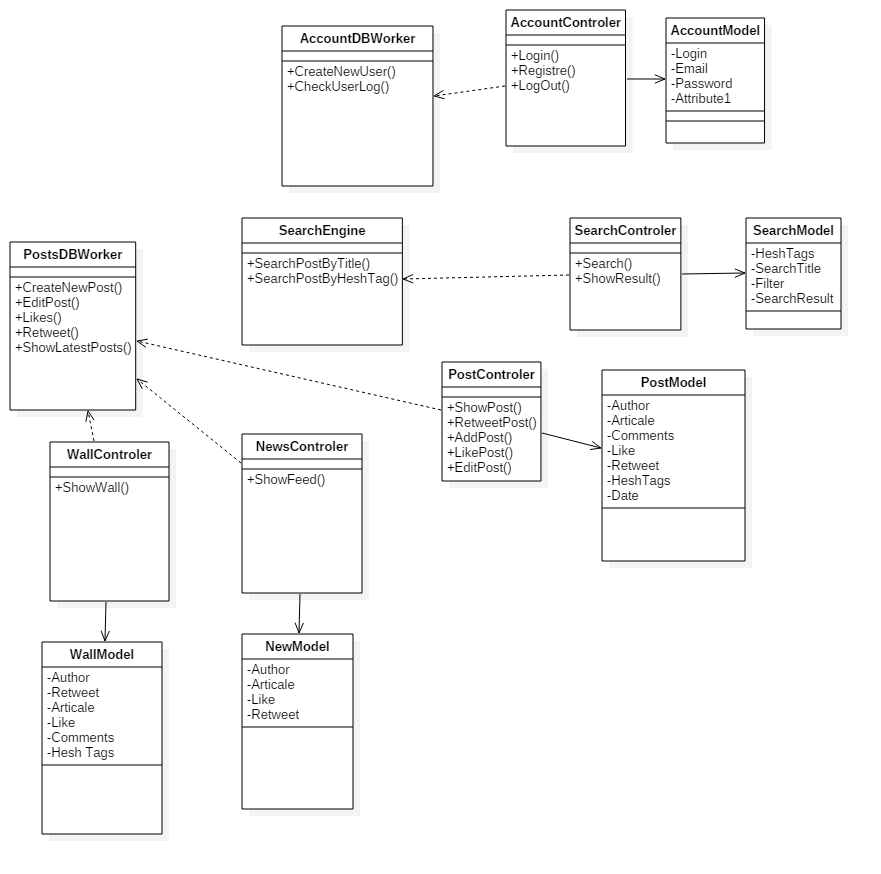 AccountDBWorker
+CreateNewUser()
+CheckUserLog()
AccountControler
+Login()
+Registre()
+LogOut()
AccountModel
-Login
-Email
-Password
-Attribute1
PostsDBWorker
+CreateNewPost()
+EditPost()
+Likes()
+Retweet()
+ShowLatestPosts()
SearchEngine
+SearchPostByTitle()
+SearchPostByHeshTag()
SearchControler
+Search()
+ShowResult()
SearchModel
-HeshTags
-SearchTitle
-Filter
-SearchResult
PostControler
+ShowPost()
+RetweetPost()
+AddPost()
+LikePost()
+EditPost()
PostModel
-Author
-Articale
-Comments
-Like
-Retweet
-HeshTags
-Date
WallControler
+ShowWall()
NewsControler
+ShowFeed()
WallModel
-Author
-Retweet
-Articale
-Like
-Comments
-Hesh Tags
NewModel
-Author
-Articale
-Like
-Retweet